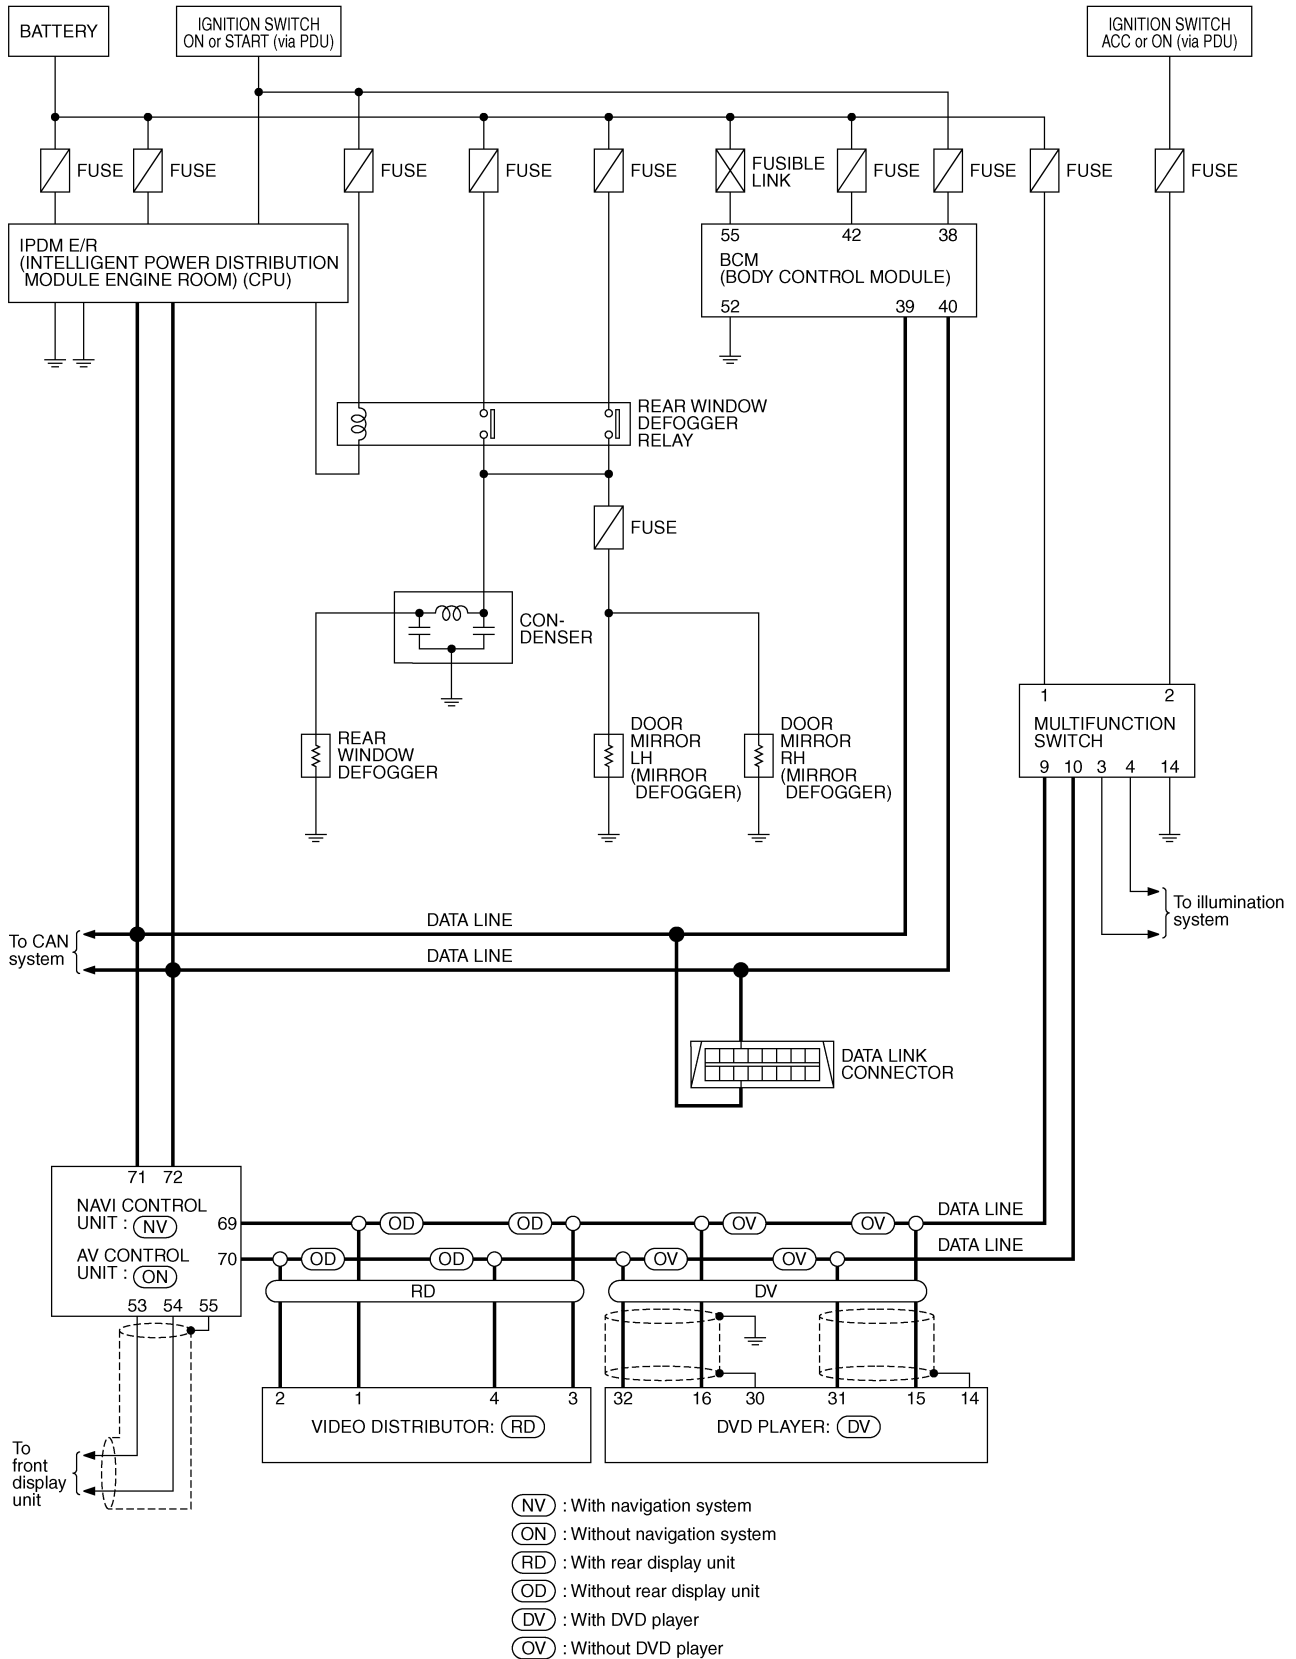 BATTERY
IGNITION SWITCH
ON or START (via PDU)
IGNITION SWITCH
ACC or ON (via PDU)
FUSE
FUSE
FUSE
FUSE
FUSE
FUSIBLE
LINK
FUSE
FUSE
FUSE
FUSE
IPDM E/R
(INTELLIGENT POWER DISTRIBUTION
MODULE ENGINE ROOM) (CPU)
55 42 38
BCM
(BODY CONTROL MODULE)
52 39 40
REAR WINDOW
DEFOGGER
RELAY
FUSE
CON-
DENSER
REAR
WINDOW
DEFOGGER
DOOR
MIRROR
LH
(MIRROR
DEFOGGER)
DOOR
MIRROR
RH
(MIRROR
DEFOGGER)
1 2
MULTIFUNCTION
SWITCH
9 10 3 4 14
To illumination
system
DATA LINE
To CAN
system
DATA LINE
DATA LINK
CONNECTOR
71 72
NAVI CONTROL
UNIT : NV
69
AV CONTROL
UNIT : ON
70
53 54 55
OD OD OV OV DATA LINE
OD OD OV OV DATA LINE
RD DV
2 1 4 3
VIDEO DISTRIBUTOR: RD
32 16 30 31 15 14
DVD PLAYER: DV
To
front
display
unit
NV : With navigation system
ON : Without navigation system
RD : With rear display unit
OD : Without rear display unit
DV : With DVD player
OV : Without DVD player